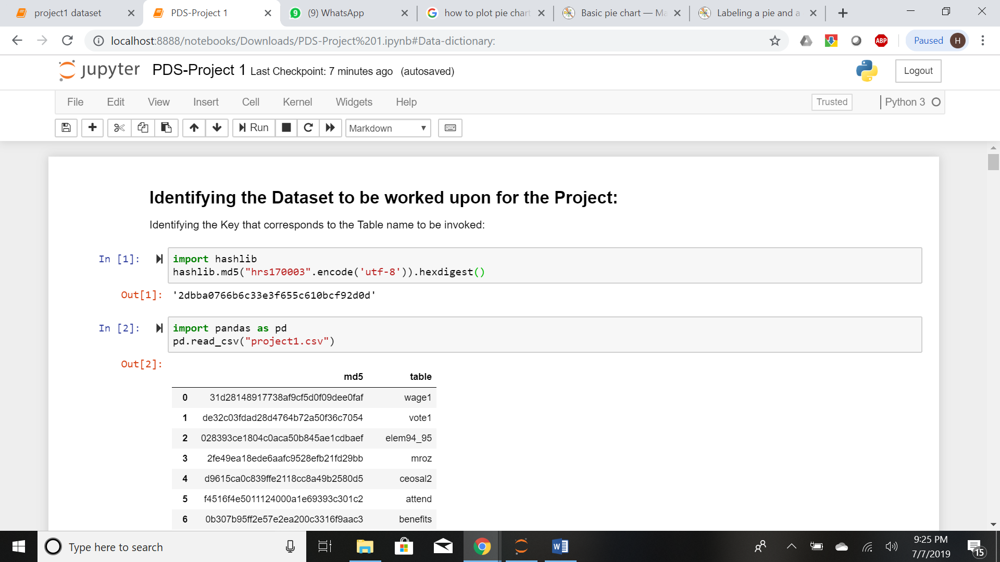 project1 dataset
PDS-Project 1
(9) WhatsApp
how to plot pie chart
Basic pie chart — Ma
Labeling a pie and a
localhost:8888/notebooks/Downloads/PDS-Project%201.ipynb#Data-dictionary:
ABP
Paused
H
jupyter
PDS-Project 1 Last Checkpoint: 7 minutes ago (autosaved)
Logout
File Edit View Insert Cell Kernel Widgets Help
Trusted
Python 3
Run
Markdown
Identifying the Dataset to be worked upon for the Project:
Identifying the Key that corresponds to the Table name to be invoked:
In [1]:
import hashlib
hashlib.md5("hrs170003".encode('utf-8')).hexdigest()
Out[1]: '2dbba0766b6c33e3f655c610bcf92d0d'
In [2]:
import pandas as pd
pd.read_csv("project1.csv")
Out[2]:
md5 table
0 31d28148917738af9cf5d0f09dee0faf wage1
1 de32c03fdad28d4764b72a50f36c7054 vote1
2 028393ce1804c0aca50b845ae1cdbaef elem94_95
3 2fe49ea18ede6aafc9528efb21fd29bb mroz
4 d9615ca0c839ffe2118cc8a49b2580d5 ceosal2
5 f4516f4e5011124000a1e69393c301c2 attend
6 0b307b95ff2e57e2ea200c3316f9aac3 benefits
Type here to search
9:25 PM
7/7/2019
15